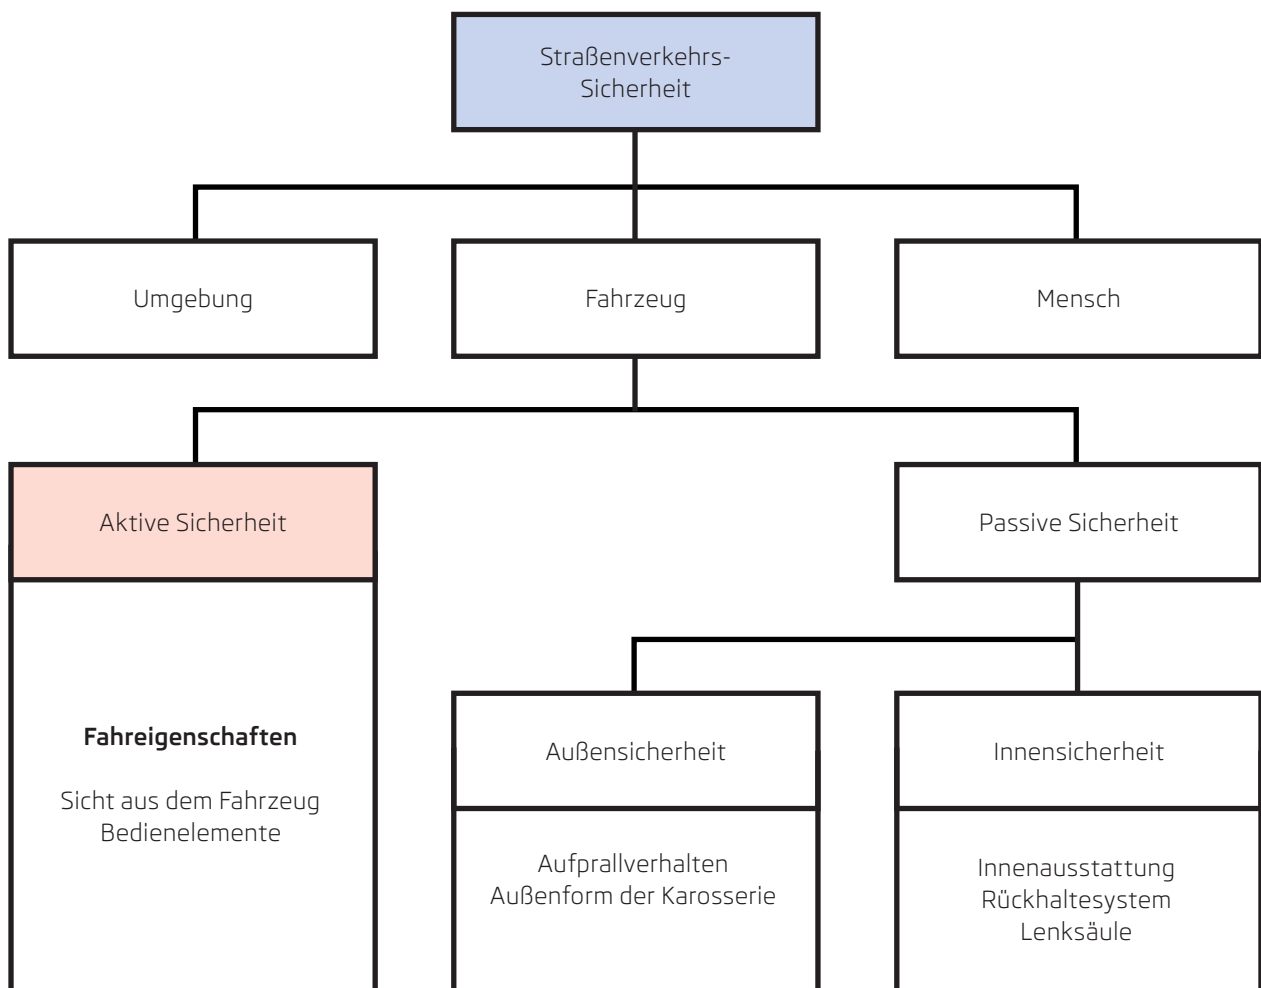 Straßenverkehrs-
Sicherheit
Umgebung
Fahrzeug
Mensch
Aktive Sicherheit
Passive Sicherheit
Fahreigenschaften
Sicht aus dem Fahrzeug
Bedienelemente
Außensicherheit
Innensicherheit
Aufprallverhalten
Außenform der Karosserie
Innenausstattung
Rückhaltesystem
Lenksäule